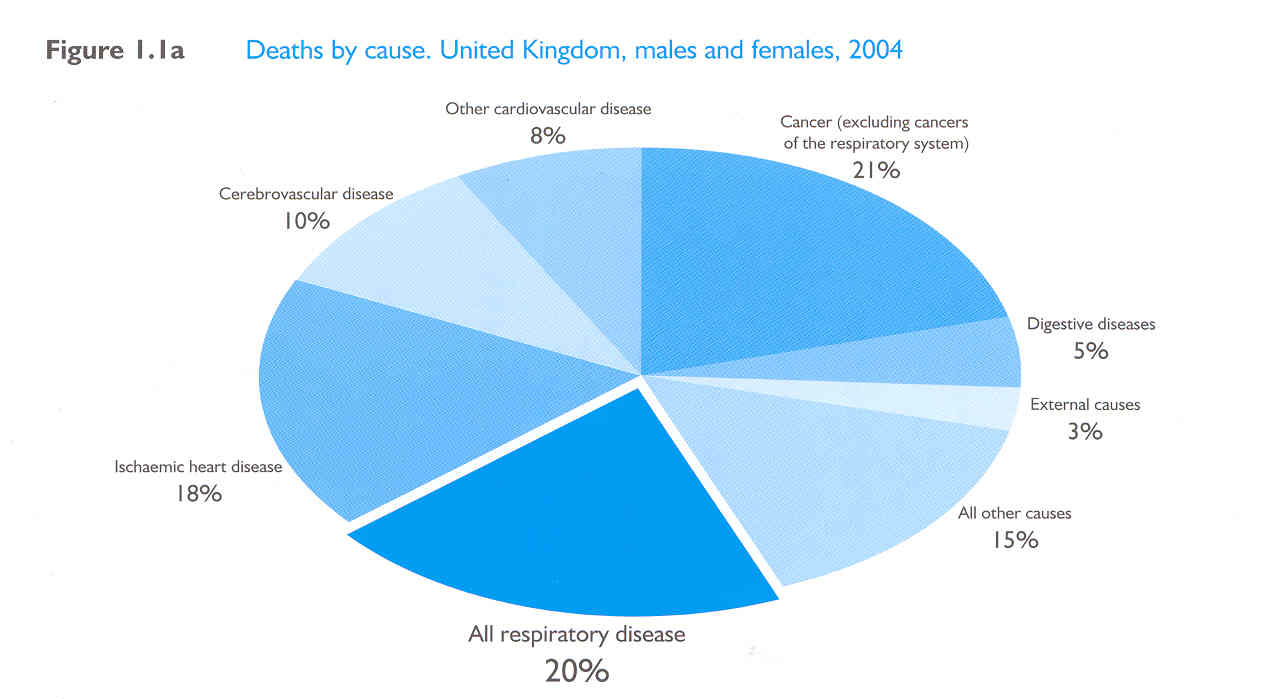 Figure 1.1a
Deaths by cause. United Kingdom, males and females, 2004
Other cardiovascular disease
8%
Cancer (excluding cancers
of the respiratory system)
21%
Cerebrovascular disease
10%
Digestive diseases
5%
External causes
3%
Ischaemic heart disease
18%
All other causes
15%
All respiratory disease
20%